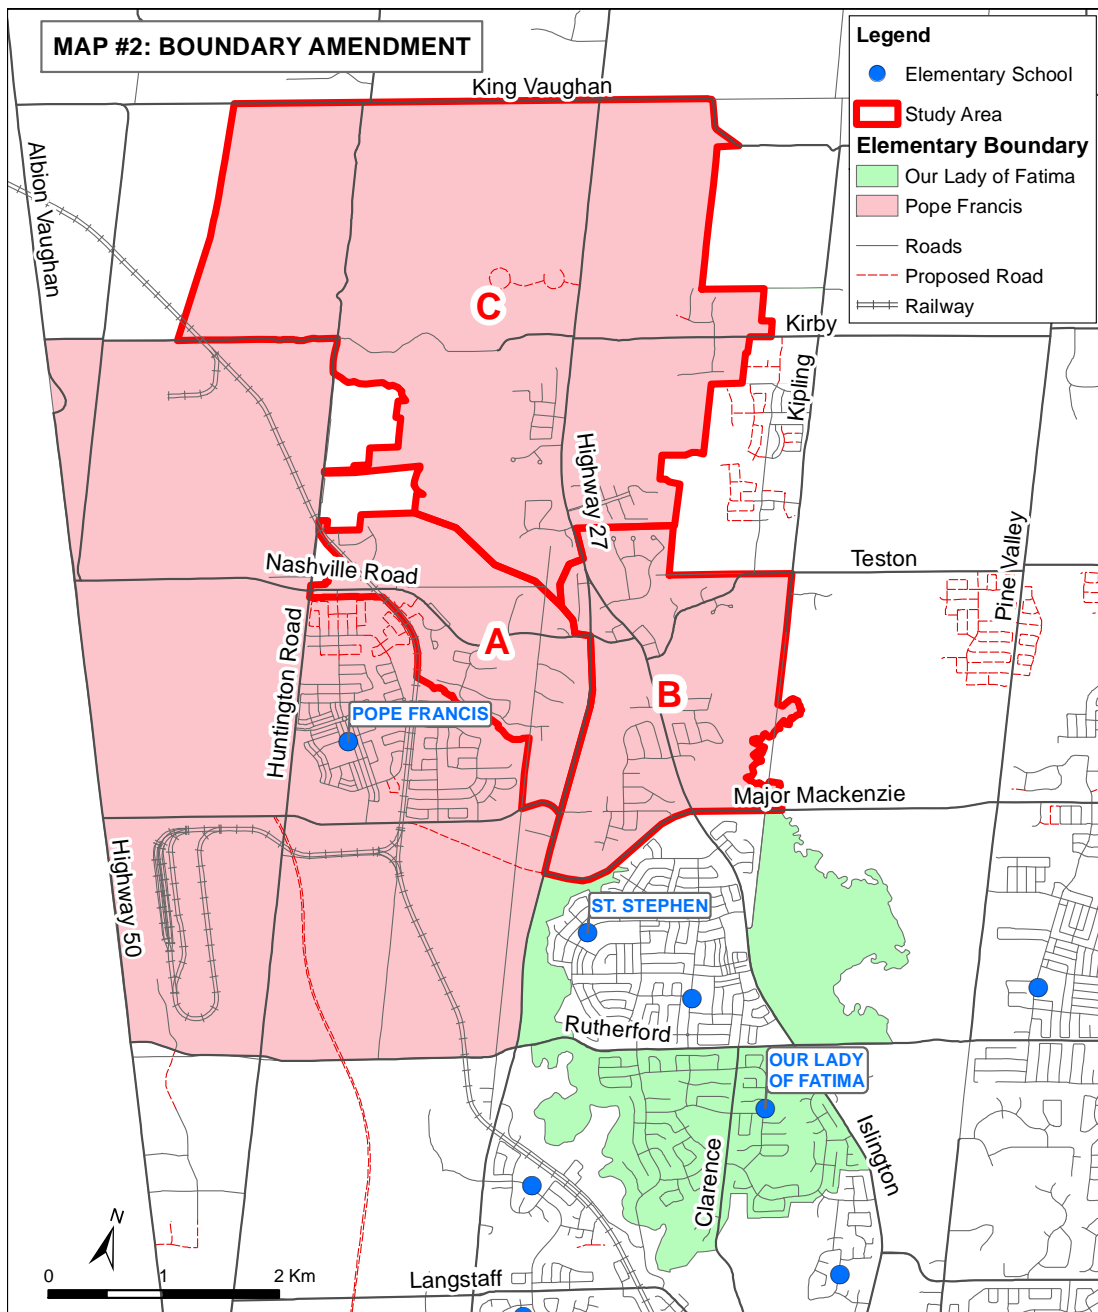 MAP #2: BOUNDARY AMENDMENT
Legend
Elementary School
Study Area
Elementary Boundary
Our Lady of Fatima
Pope Francis
Roads
Proposed Road
Railway
King Vaughan
Albion Vaughan
C
Kirby
Kipling
Highway 27
Teston
Pine Valley
Nashville Road
A
Huntington Road
B
POPE FRANCIS
Major Mackenzie
Highway 50
ST. STEPHEN
Rutherford
OUR LADY
OF FATIMA
Islington
Clarence
N
0 1 2 Km
Langstaff